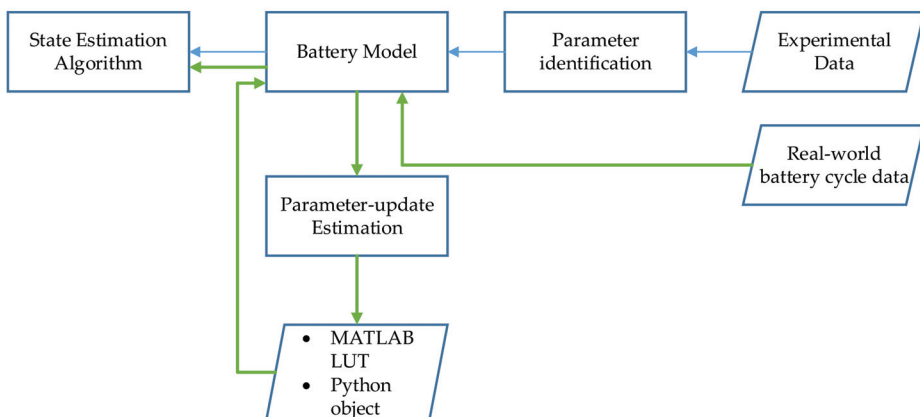 State Estimation
Algorithm
Battery Model
Parameter
identification
Experimental
Data
Real-world
battery cycle data
Parameter-update
Estimation
• MATLAB
LUT
• Python
object